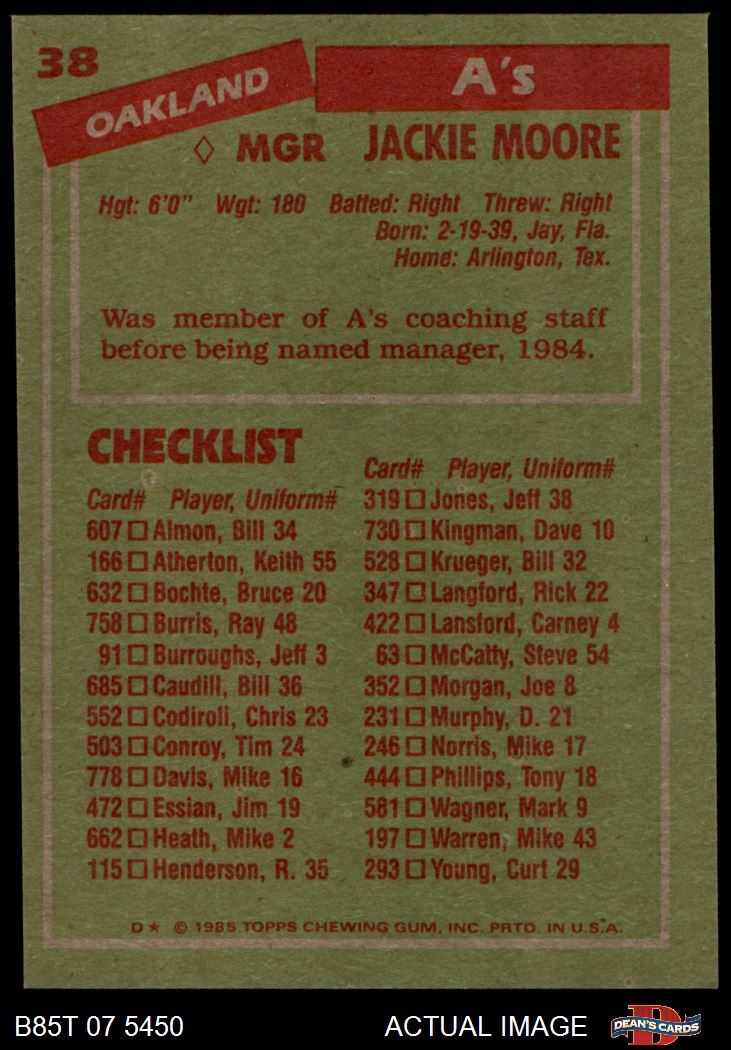 38
OAKLAND A's
◊ MGR JACKIE MOORE
Hgt: 6'0" Wgt: 180 Batted: Right Threw: Right
Born: 2-19-39, Jay, Fla.
Home: Arlington, Tex.
Was member of A's coaching staff
before being named manager, 1984.
CHECKLIST
Card# Player, Uniform#
607 □ Almon, Bill 34
166 □ Atherton, Keith 55
632 □ Bochte, Bruce 20
758 □ Burris, Ray 48
91 □ Burroughs, Jeff 3
685 □ Caudill, Bill 36
552 □ Codiroli, Chris 23
503 □ Conroy, Tim 24
778 □ Davis, Mike 16
472 □ Essian, Jim 19
662 □ Heath, Mike 2
115 □ Henderson, R. 35
Card# Player, Uniform#
319 □ Jones, Jeff 38
730 □ Kingman, Dave 10
528 □ Krueger, Bill 32
347 □ Langford, Rick 22
422 □ Lansford, Carney 4
63 □ McCatty, Steve 54
352 □ Morgan, Joe 8
231 □ Murphy, D. 21
246 □ Norris, Mike 17
444 □ Phillips, Tony 18
581 □ Wagner, Mark 9
197 □ Warren, Mike 43
293 □ Young, Curt 29
D★ © 1985 TOPPS CHEWING GUM, INC. PRTD. IN U.S.A.
B85T 07 5450 ACTUAL IMAGE
D
DEAN'S CARDS